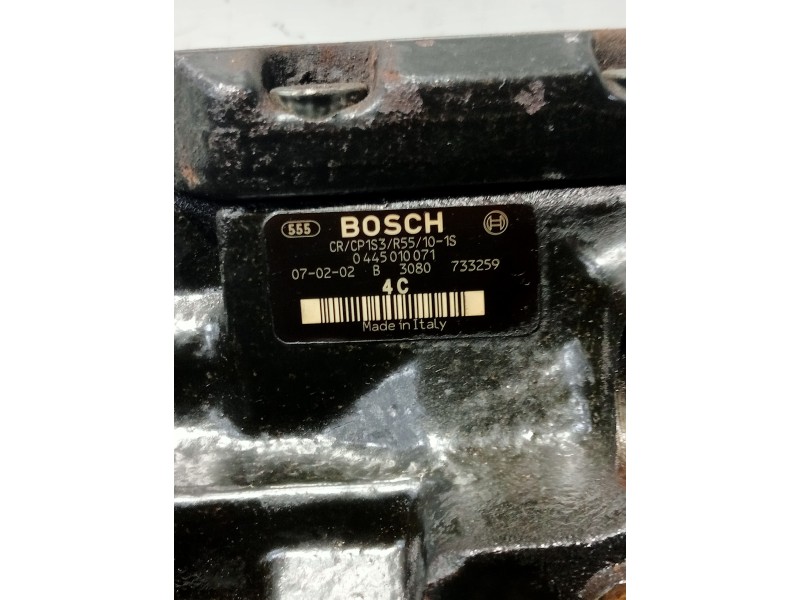 555 BOSCH
CR/CP1S3/R55/10-1S
0 445 010 071
07-02-02 B 3080 733259
4C
Made in Italy